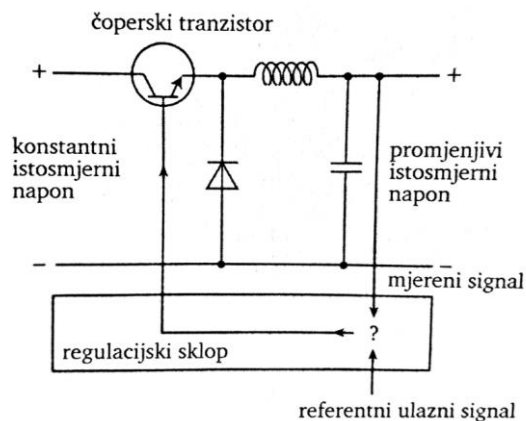 čoperski tranzistor
+
+
konstantni
istosmjerni
napon
promjenjivi
istosmjerni
napon
−
−
mjereni signal
?
regulacijski sklop
referentni ulazni signal